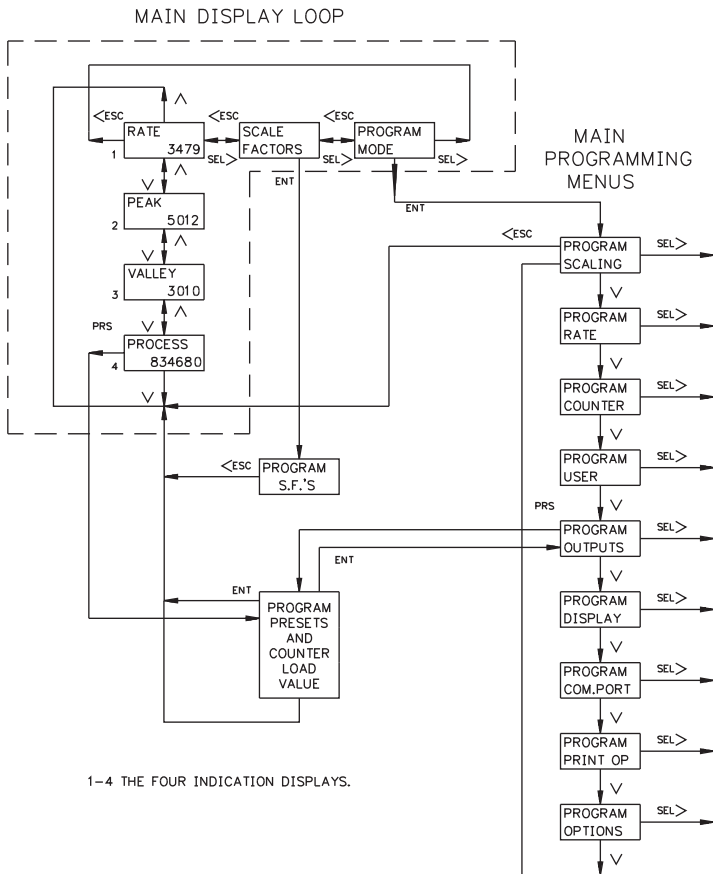 MAIN DISPLAY LOOP
<ESC
^
<ESC
<ESC
RATE
3479
SCALE
FACTORS
PROGRAM
MODE
1
SEL>
SEL>
SEL>
MAIN
PROGRAMMING
MENUS
∨
^
ENT
ENT
PEAK
5012
2
∨
^
VALLEY
3010
3
∨
^
PRS
PROCESS
834680
4
∨
<ESC
PROGRAM
SCALING
SEL>
∨
PROGRAM
RATE
SEL>
∨
PROGRAM
COUNTER
SEL>
∨
<ESC
PROGRAM
S.F.'S
PROGRAM
USER
SEL>
∨
PRS
PROGRAM
OUTPUTS
SEL>
∨
ENT
ENT
PROGRAM
PRESETS
AND
COUNTER
LOAD
VALUE
PROGRAM
DISPLAY
SEL>
∨
PROGRAM
COM.PORT
SEL>
∨
PROGRAM
PRINT OP
SEL>
∨
1-4 THE FOUR INDICATION DISPLAYS.
PROGRAM
OPTIONS
SEL>
∨